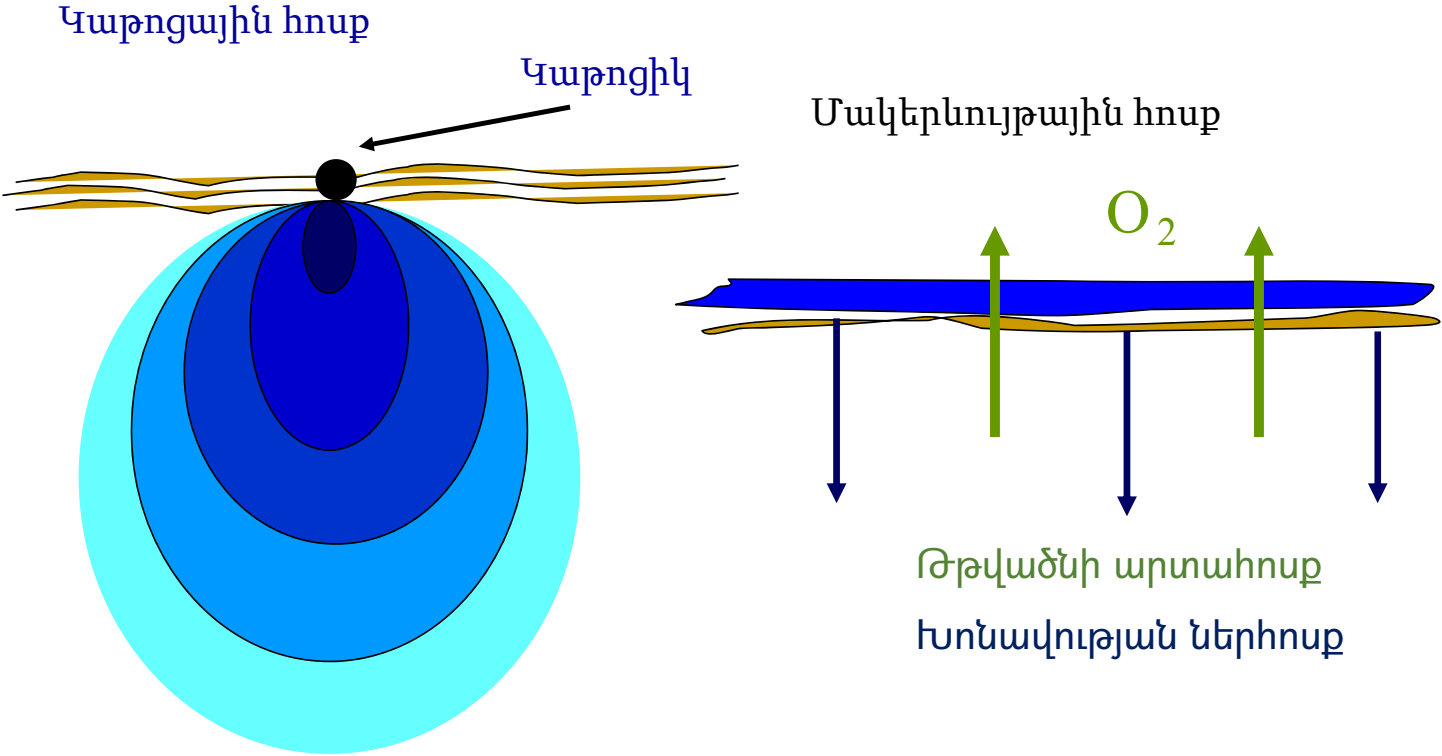 Կաթոցային հոսք
Կաթոցիկ
Մակերևույթային հոսք
O2
Թթվածնի արտահոսք
Խոնավության ներհոսք